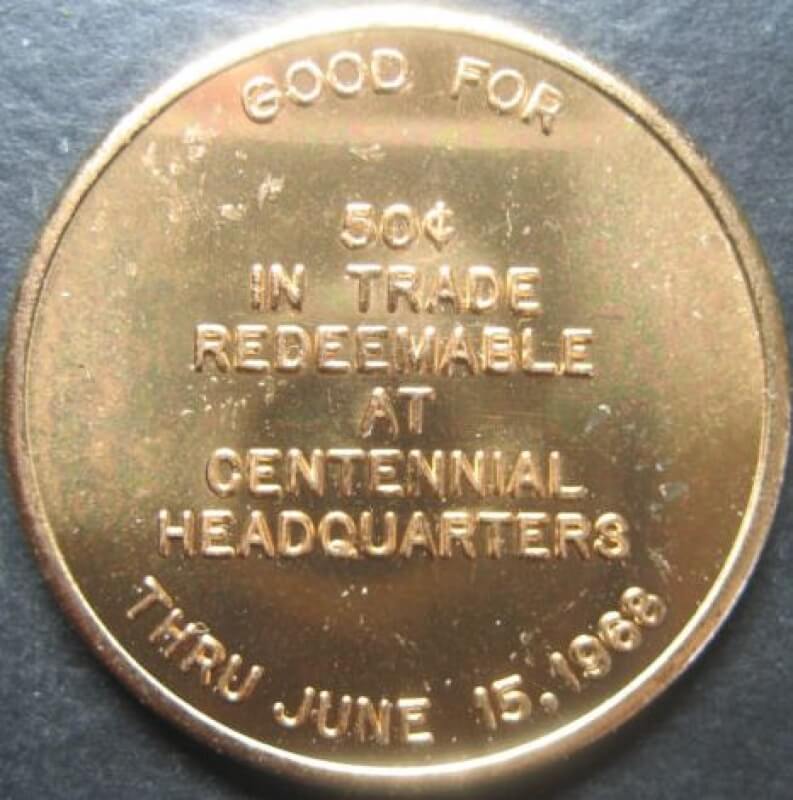 GOOD FOR
50¢
IN TRADE
REDEEMABLE
AT
CENTENNIAL
HEADQUARTERS
THRU JUNE 15, 1968